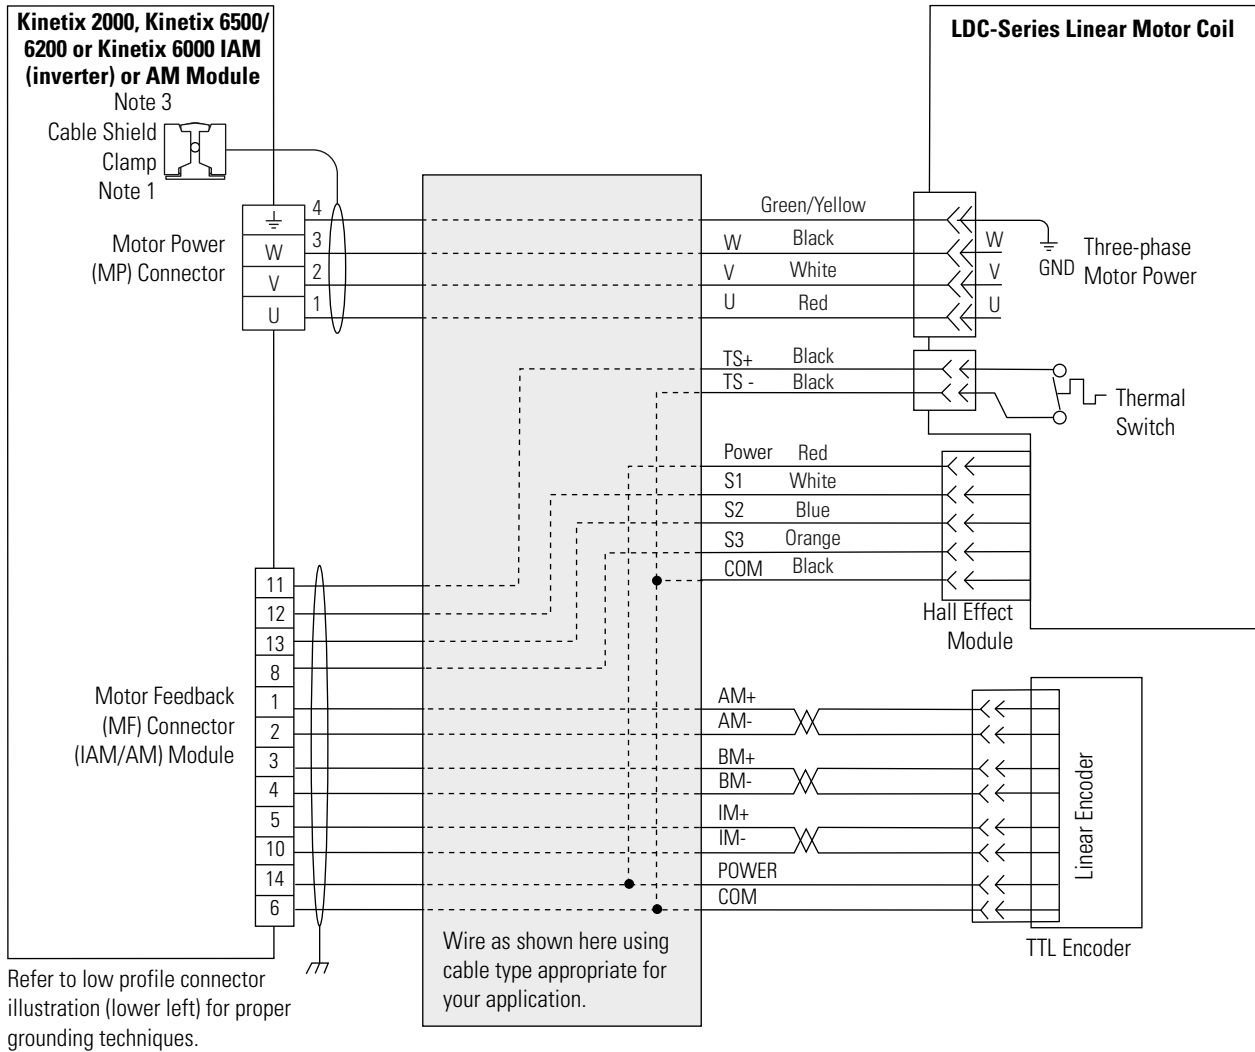 Kinetix 2000, Kinetix 6500/
6200 or Kinetix 6000 IAM
(inverter) or AM Module
Note 3
Cable Shield
Clamp
Note 1
LDC-Series Linear Motor Coil
Motor Power
(MP) Connector
4
W
3
V
2
U
1
Green/Yellow
W
Black
V
White
U
Red
W
V
U
GND
Three-phase
Motor Power
TS+
Black
TS -
Black
Thermal
Switch
Power
Red
S1
White
S2
Blue
S3
Orange
COM
Black
Hall Effect
Module
Motor Feedback
(MF) Connector
(IAM/AM) Module
11
12
13
8
1
2
3
4
5
10
14
6
AM+
AM-
BM+
BM-
IM+
IM-
POWER
COM
Linear Encoder
TTL Encoder
Wire as shown here using
cable type appropriate for
your application.
Refer to low profile connector
illustration (lower left) for proper
grounding techniques.